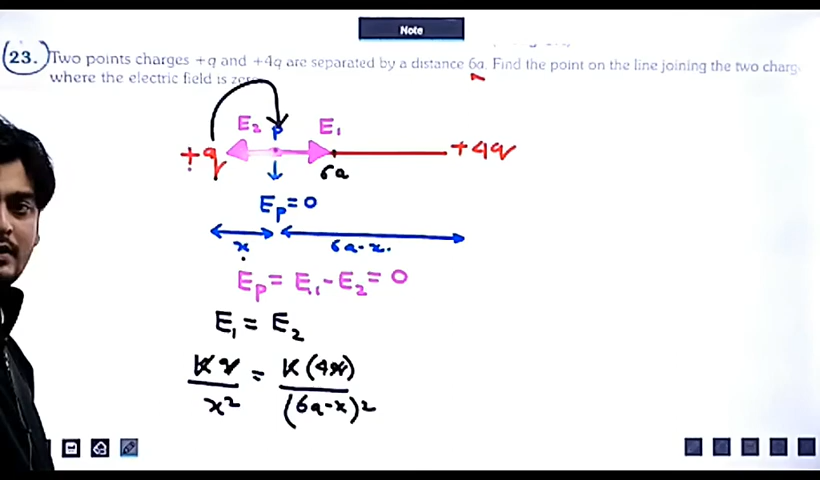 Note
23. Two points charges +q and +4q are separated by a distance 6a. Find the point on the line joining the two charg
where the electric field is zero
E₂ P E₁
+q 6a +4q
Eₚ = 0
x 6a-x.
Eₚ = E₁ - E₂ = 0
E₁ = E₂
Kq/x² = K(4q)/(6a-x)²